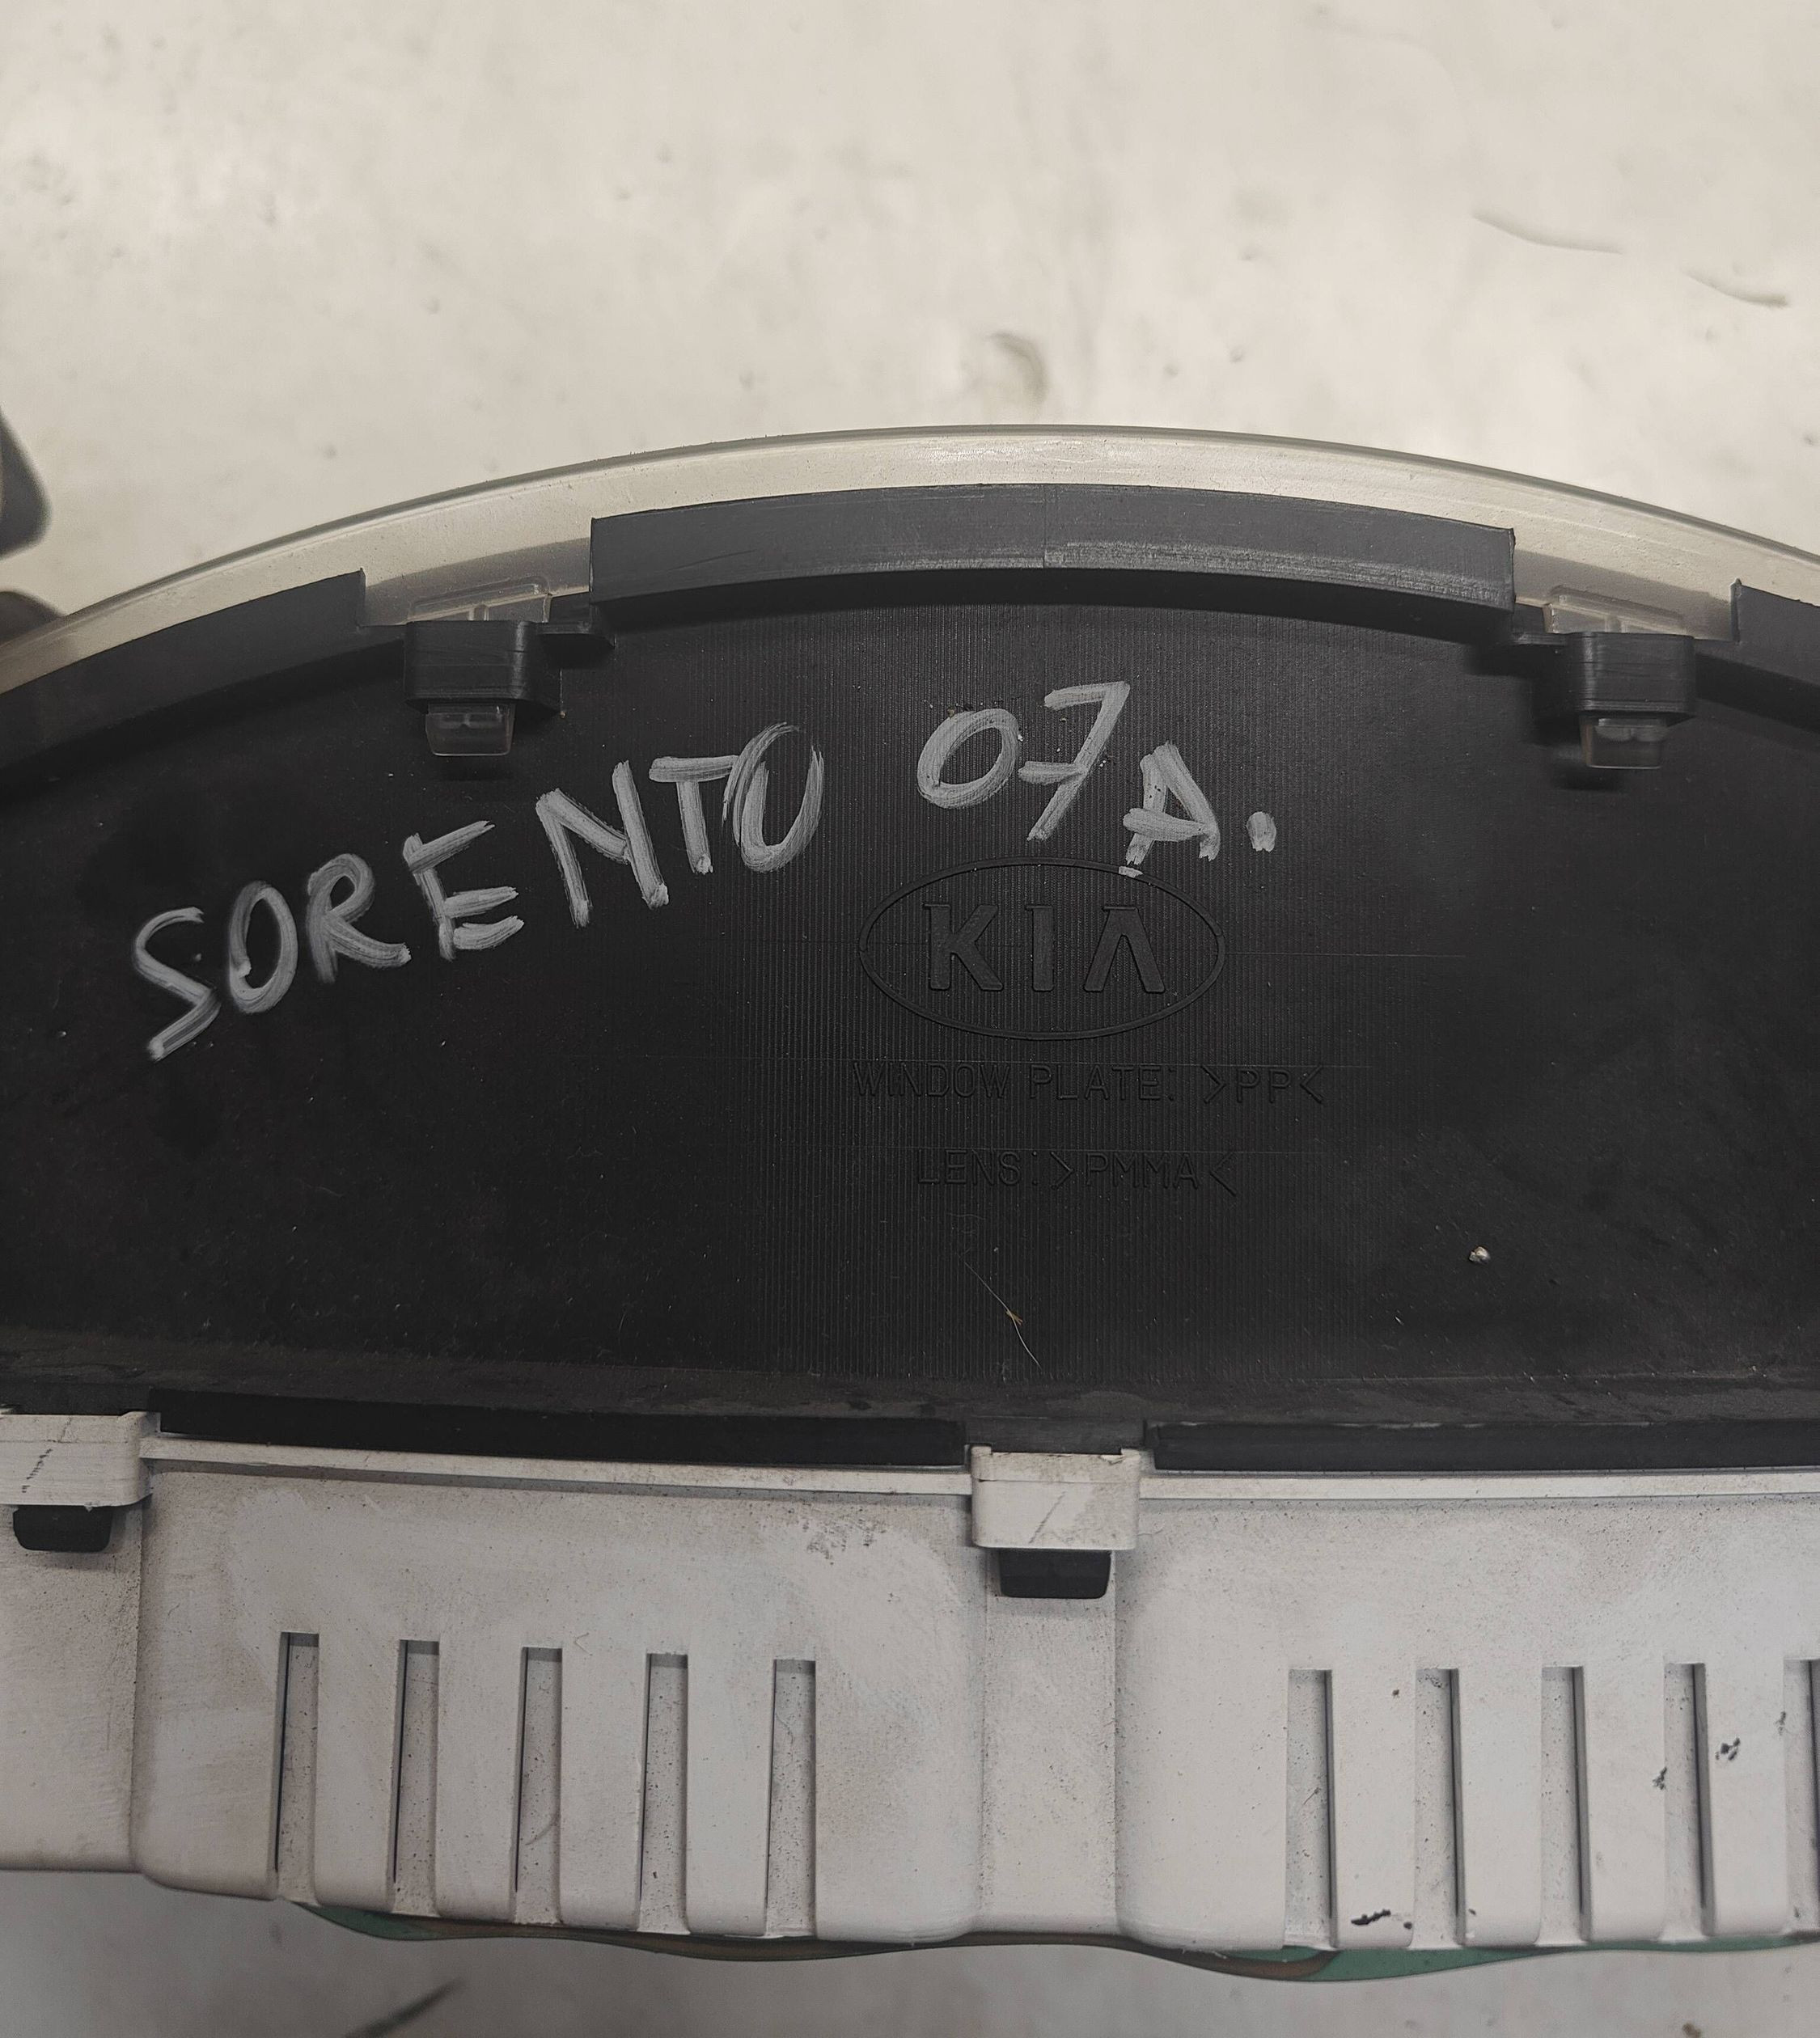 SORENTO 07A.
KIA
WINDOW PLATE: >PP<
LENS: >PMMA<